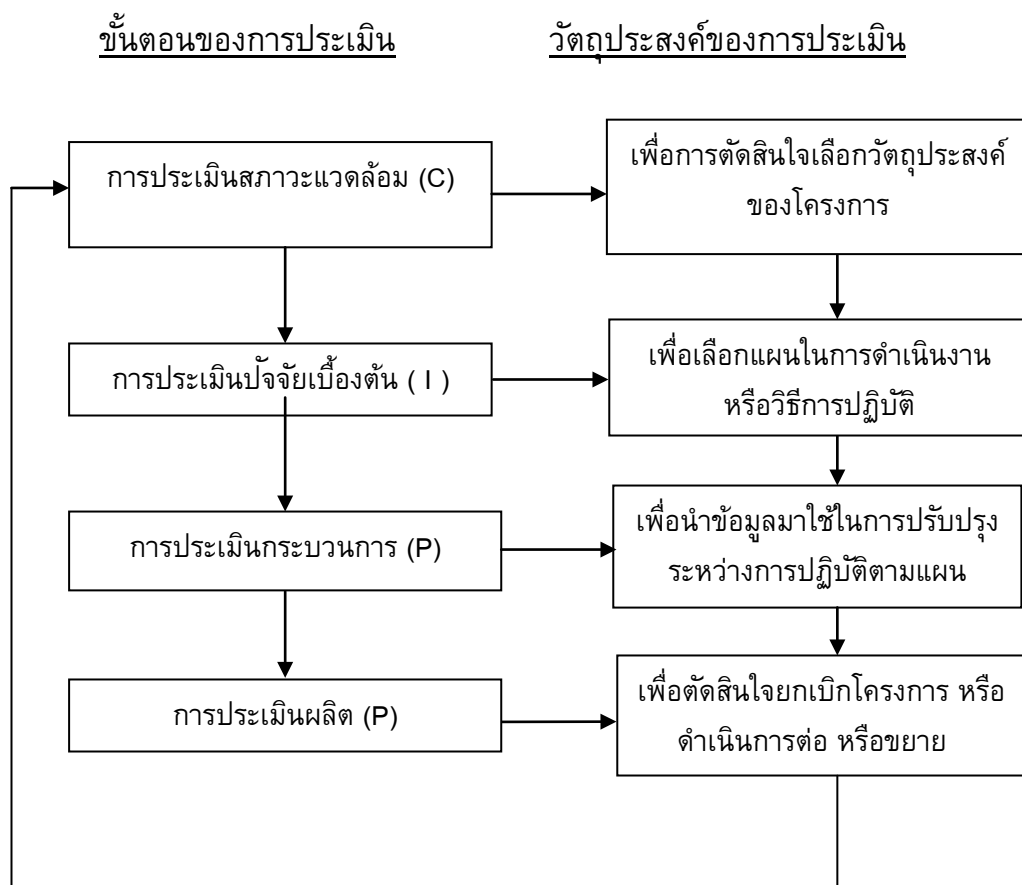 ขั้นตอนของการประเมิน
วัตถุประสงค์ของการประเมิน
การประเมินสภาวะแวดล้อม (C)
เพื่อการตัดสินใจเลือกวัตถุประสงค์
ของโครงการ
การประเมินปัจจัยเบื้องต้น ( I )
เพื่อเลือกแผนในการดำเนินงาน
หรือวิธีการปฏิบัติ
การประเมินกระบวนการ (P)
เพื่อนำข้อมูลมาใช้ในการปรับปรุง
ระหว่างการปฏิบัติตามแผน
การประเมินผลิต (P)
เพื่อตัดสินใจยกเบิกโครงการ หรือ
ดำเนินการต่อ หรือขยาย